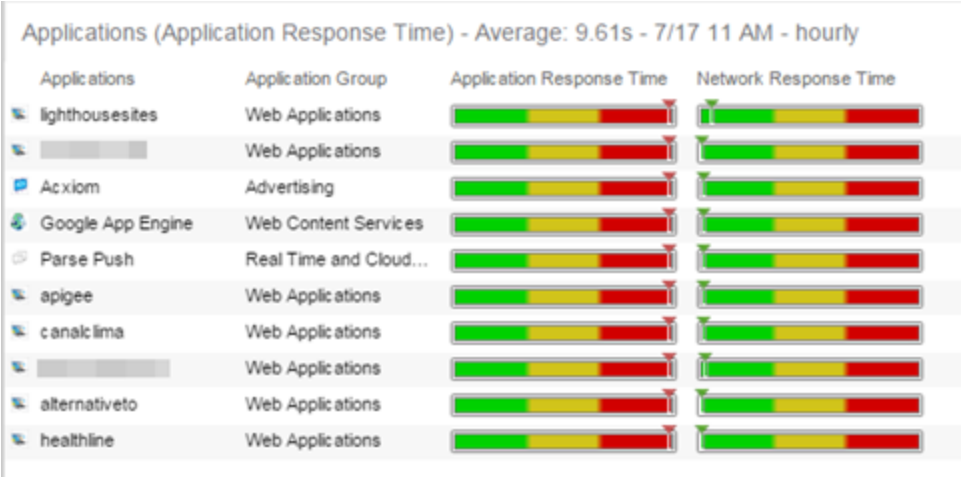 Applications (Application Response Time) - Average: 9.61s - 7/17 11 AM - hourly
Applications Application Group Application Response Time Network Response Time
lighthousesites Web Applications
Web Applications
Acxiom Advertising
Google App Engine Web Content Services
Parse Push Real Time and Cloud...
apigee Web Applications
canalclima Web Applications
Web Applications
alternativeto Web Applications
healthline Web Applications